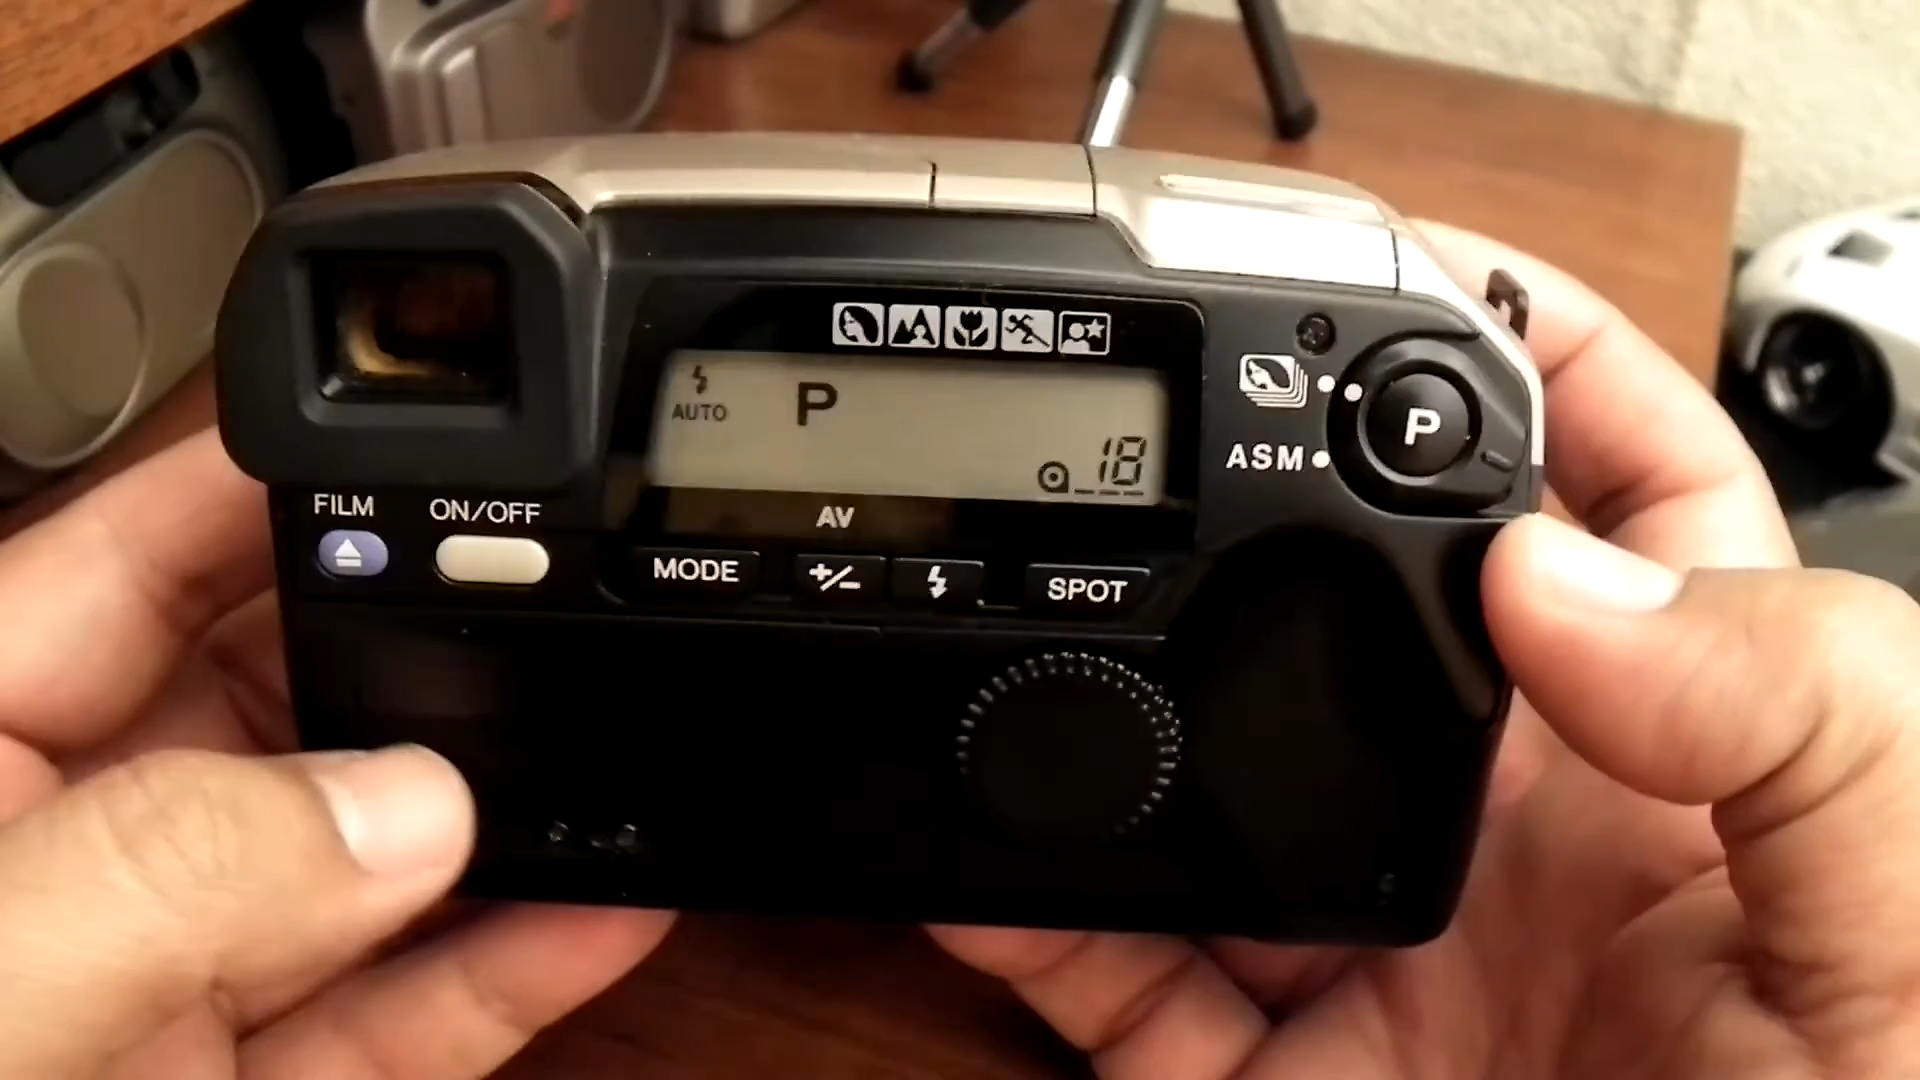 AUTO P
18
P
ASM
FILM ON/OFF
AV
MODE +/- SPOT